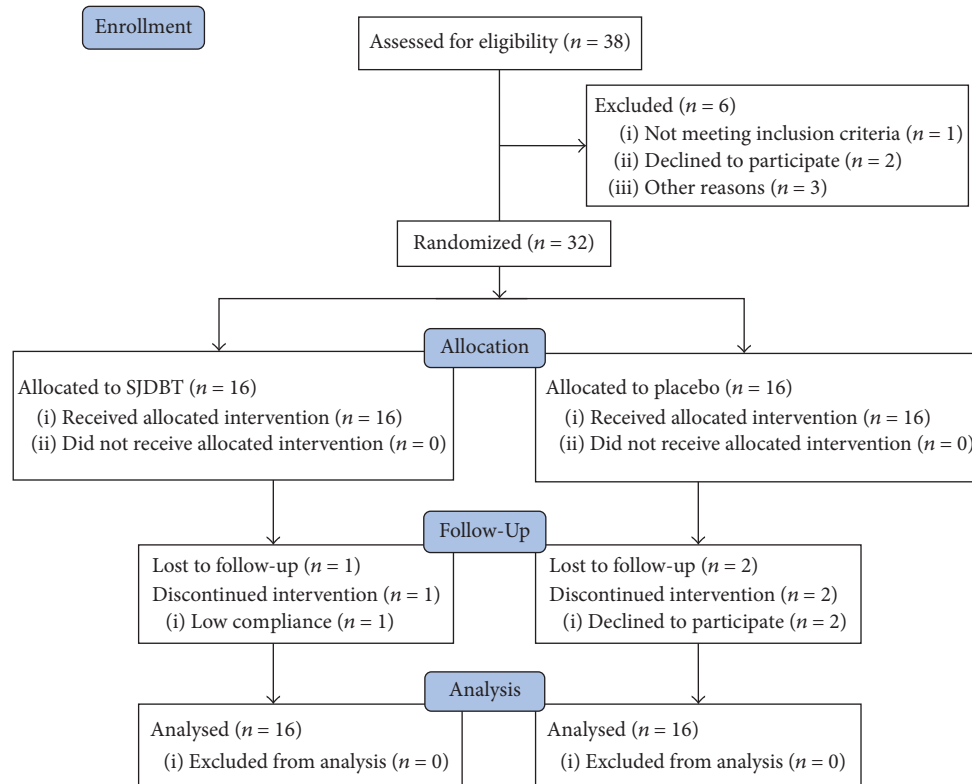 Enrollment
Assessed for eligibility (n = 38)
Excluded (n = 6)
(i) Not meeting inclusion criteria (n = 1)
(ii) Declined to participate (n = 2)
(iii) Other reasons (n = 3)
Randomized (n = 32)
Allocation
Allocated to SJDBT (n = 16)
(i) Received allocated intervention (n = 16)
(ii) Did not receive allocated intervention (n = 0)
Allocated to placebo (n = 16)
(i) Received allocated intervention (n = 16)
(ii) Did not receive allocated intervention (n = 0)
Follow-Up
Lost to follow-up (n = 1)
Discontinued intervention (n = 1)
(i) Low compliance (n = 1)
Lost to follow-up (n = 2)
Discontinued intervention (n = 2)
(i) Declined to participate (n = 2)
Analysis
Analysed (n = 16)
(i) Excluded from analysis (n = 0)
Analysed (n = 16)
(i) Excluded from analysis (n = 0)